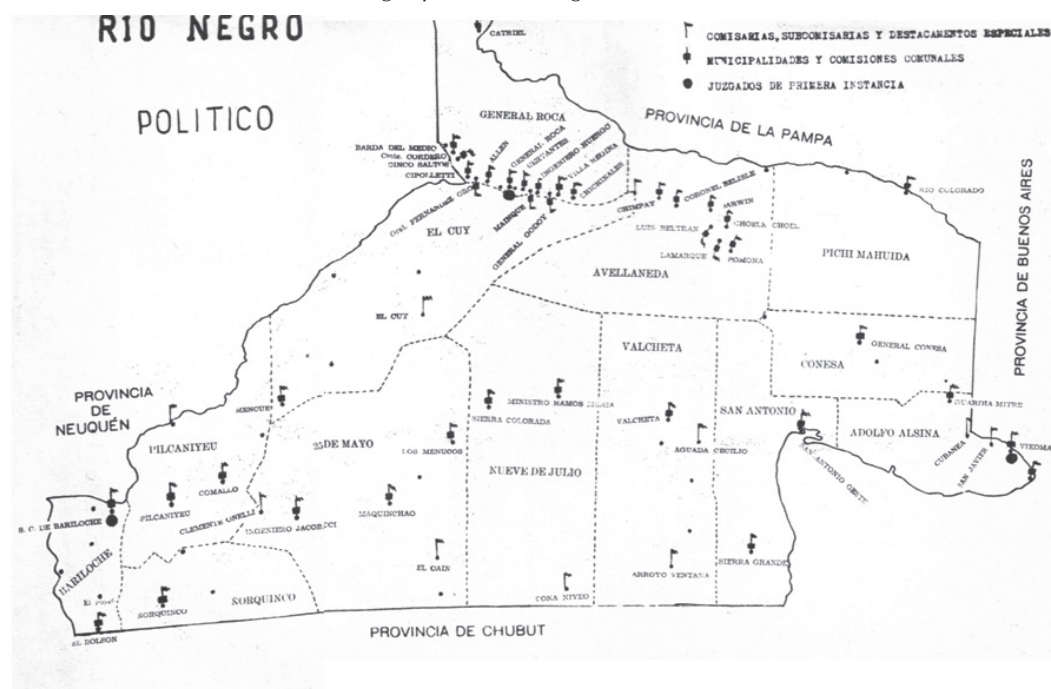 RIO NEGRO
POLITICO
COMISARIAS, SUBCOMISARIAS Y DESTACAMENTOS ESPECIALES
MUNICIPALIDADES Y COMISIONES COMUNALES
JUZGADOS DE PRIMERA INSTANCIA
CATRIEL
GENERAL ROCA
PROVINCIA DE LA PAMPA
PROVINCIA DE BUENOS AIRES
BARDA DEL MEDIO
Cmte. CORDERO
CINCO SALTOS
CIPOLLETTI
ALLEN
GENERAL ROCA
CERVANTES
INGENIERO HUERGO
VILLA REGINA
CHICHINALES
Gral. FERNANDEZ ORO
MAINQUE
GENERAL GODOY
CHIMPAY
CORONEL BELISLE
DARWIN
CHOELE CHOEL
LUIS BELTRAN
LAMARQUE
POMONA
RIO COLORADO
EL CUY
AVELLANEDA
PICHI MAHUIDA
EL CUY
VALCHETA
CONESA
GENERAL CONESA
PROVINCIA
DE
NEUQUÉN
MENCUE
SIERRA COLORADA
MINISTRO RAMOS MEXIA
VALCHETA
SAN ANTONIO
GUARDIA MITRE
ADOLFO ALSINA
PILCANIYEU
25 DE MAYO
LOS MENUCOS
NUEVE DE JULIO
AGUADA CECILIO
SAN ANTONIO OESTE
CUBANEA
SAN JAVIER
VIEDMA
COMALLO
PILCANIYEU
CLEMENTE ONELLI
INGENIERO JACOBACCI
MAQUINCHAO
S. C. DE BARILOCHE
BARILOCHE
EL CAIN
ARROYO VENTANA
SIERRA GRANDE
ÑORQUINCO
ÑORQUINCO
CONA NIYEO
EL BOLSON
PROVINCIA DE CHUBUT